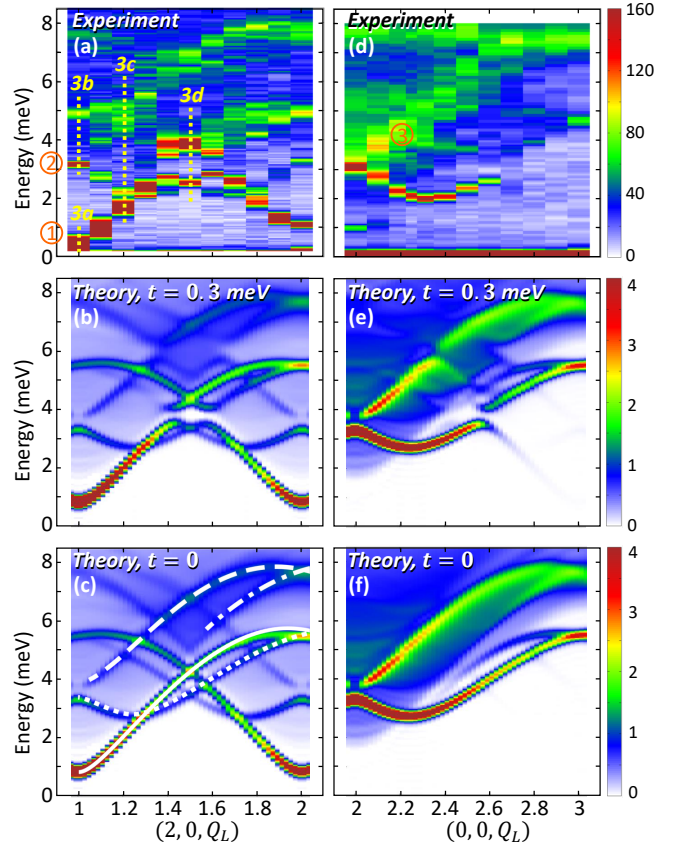 Experiment
(a)
3b
3c
3d
3a
②
①
Energy (meV)
8
6
4
2
0
Experiment
(d)
③
160
140
120
100
80
60
40
20
0
Theory, t = 0.3 meV
(b)
Energy (meV)
8
6
4
2
0
Theory, t = 0.3 meV
(e)
4
3
2
1
0
Theory, t = 0
(c)
Energy (meV)
8
6
4
2
0
1 1.2 1.4 1.6 1.8 2
(2, 0, Q_L)
Theory, t = 0
(f)
4
3
2
1
0
2 2.2 2.4 2.6 2.8 3
(0, 0, Q_L)